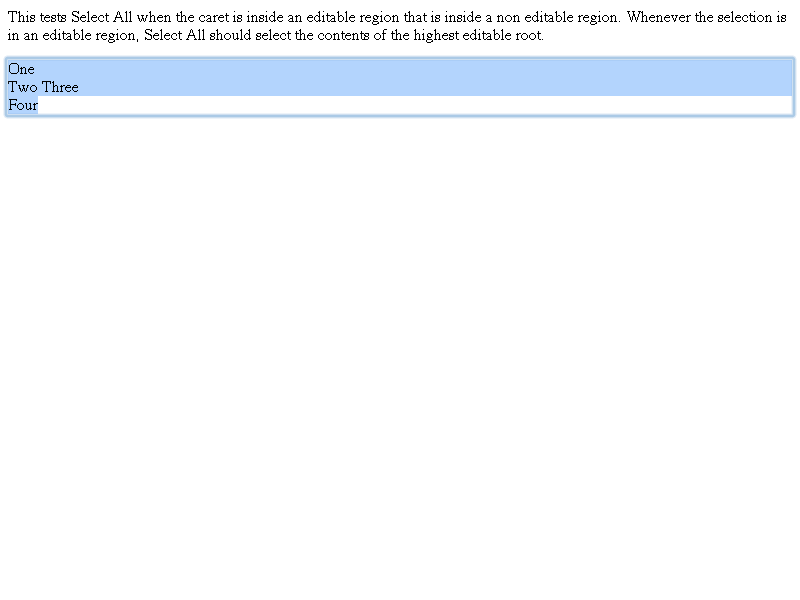 This tests Select All when the caret is inside an editable region that is inside a non editable region. Whenever the selection is
in an editable region, Select All should select the contents of the highest editable root.
One
Two Three
Four